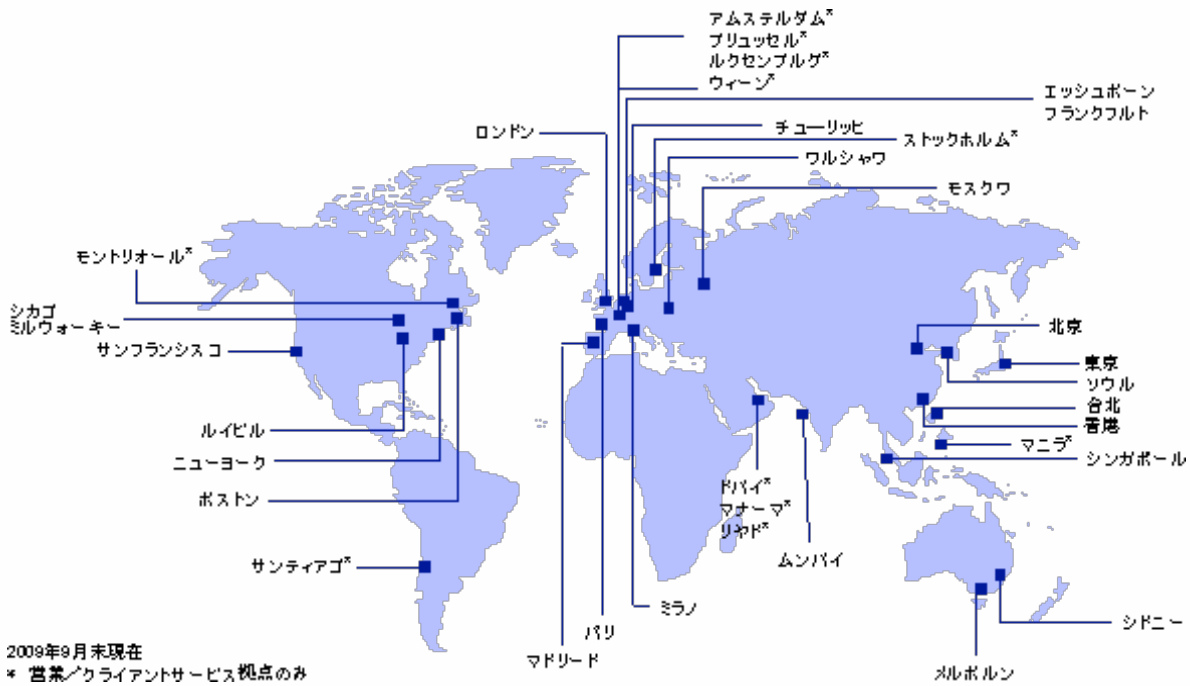 アムステルダム*
ブリュッセル*
ルクセンブルグ*
ウィーン*
エッシュボーン
フランクフルト
ロンドン
チューリッヒ
ストックホルム*
ワルシャワ
モスクワ
モントリオール*
シカゴ
ミルウォーキー
サンフランシスコ
北京
東京
ソウル
台北
香港
マニラ*
シンガポール
ルイビル
ニューヨーク
ボストン
ドバイ*
マナーマ*
リヤド*
ムンバイ
サンティアゴ*
ミラノ
パリ
マドリード
シドニー
メルボルン
2009年9月末現在
* 営業/クライアントサービス拠点のみ